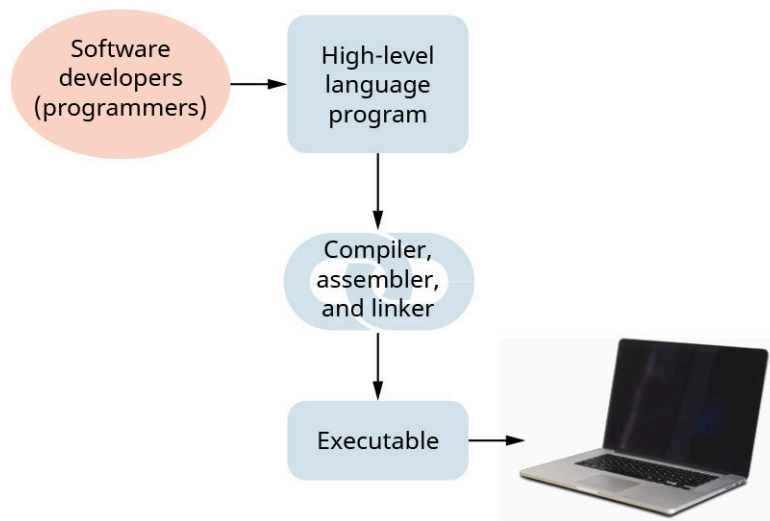 Software
developers
(programmers)
High-level
language
program
Compiler,
assembler,
and linker
Executable